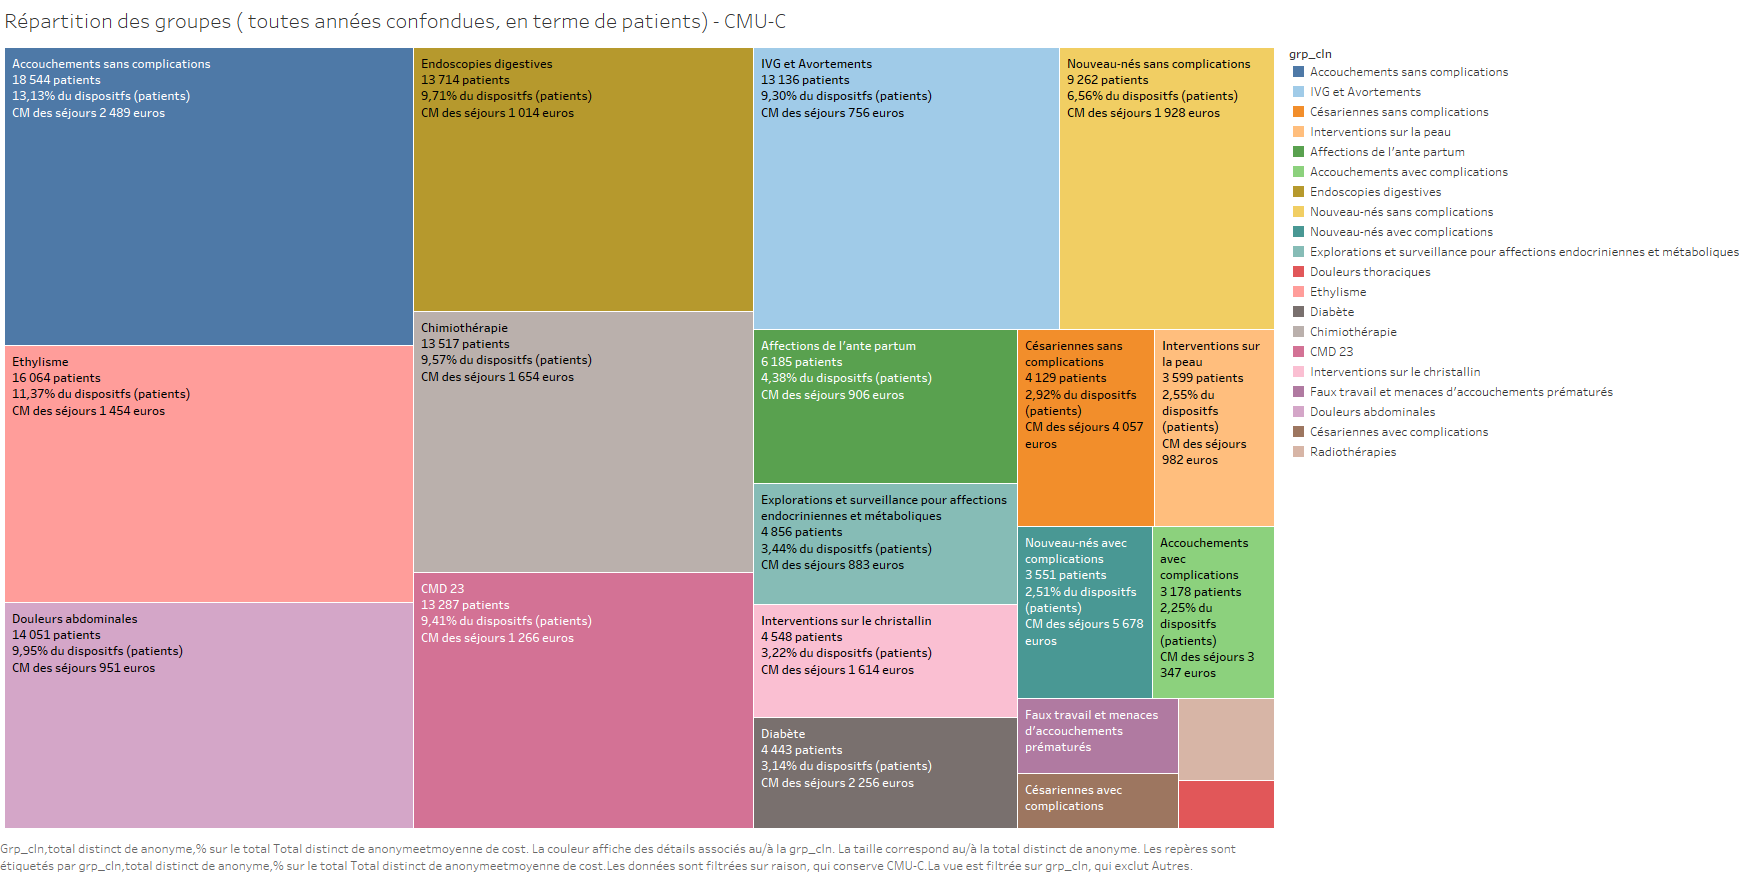 Répartition des groupes ( toutes années confondues, en terme de patients) - CMU-C
Accouchements sans complications
18 544 patients
13,13% du dispositfs (patients)
CM des séjours 2 489 euros
Ethylisme
16 064 patients
11,37% du dispositfs (patients)
CM des séjours 1 454 euros
Douleurs abdominales
14 051 patients
9,95% du dispositfs (patients)
CM des séjours 951 euros
Endoscopies digestives
13 714 patients
9,71% du dispositfs (patients)
CM des séjours 1 014 euros
Chimiothérapie
13 517 patients
9,57% du dispositfs (patients)
CM des séjours 1 654 euros
CMD 23
13 287 patients
9,41% du dispositfs (patients)
CM des séjours 1 266 euros
IVG et Avortements
13 136 patients
9,30% du dispositfs (patients)
CM des séjours 756 euros
Nouveau-nés sans complications
9 262 patients
6,56% du dispositfs (patients)
CM des séjours 1 928 euros
Affections de l'ante partum
6 185 patients
4,38% du dispositfs (patients)
CM des séjours 906 euros
Explorations et surveillance pour affections
endocriniennes et métaboliques
4 856 patients
3,44% du dispositfs (patients)
CM des séjours 883 euros
Interventions sur le christallin
4 548 patients
3,22% du dispositfs (patients)
CM des séjours 1 614 euros
Diabète
4 443 patients
3,14% du dispositfs (patients)
CM des séjours 2 256 euros
Césariennes sans
complications
4 129 patients
2,92% du dispositfs
(patients)
CM des séjours 4 057
euros
Interventions sur
la peau
3 599 patients
2,55% du
dispositfs
(patients)
CM des séjours
982 euros
Nouveau-nés avec
complications
3 551 patients
2,51% du dispositfs
(patients)
CM des séjours 5 678
euros
Accouchements
avec
complications
3 178 patients
2,25% du
dispositfs
(patients)
CM des séjours 3
347 euros
Faux travail et menaces
d'accouchements
prématurés
Césariennes avec
complications
grp_cln
Accouchements sans complications
IVG et Avortements
Césariennes sans complications
Interventions sur la peau
Affections de l'ante partum
Accouchements avec complications
Endoscopies digestives
Nouveau-nés sans complications
Nouveau-nés avec complications
Explorations et surveillance pour affections endocriniennes et métaboliques
Douleurs thoraciques
Ethylisme
Diabète
Chimiothérapie
CMD 23
Interventions sur le christallin
Faux travail et menaces d'accouchements prématurés
Douleurs abdominales
Césariennes avec complications
Radiothérapies
Grp_cln,total distinct de anonyme,% sur le total Total distinct de anonymeetmoyenne de cost. La couleur affiche des détails associés au/à la grp_cln. La taille correspond au/à la total distinct de anonyme. Les repères sont
étiquetés par grp_cln,total distinct de anonyme,% sur le total Total distinct de anonymeetmoyenne de cost.Les données sont filtrées sur raison, qui conserve CMU-C.La vue est filtrée sur grp_cln, qui exclut Autres.